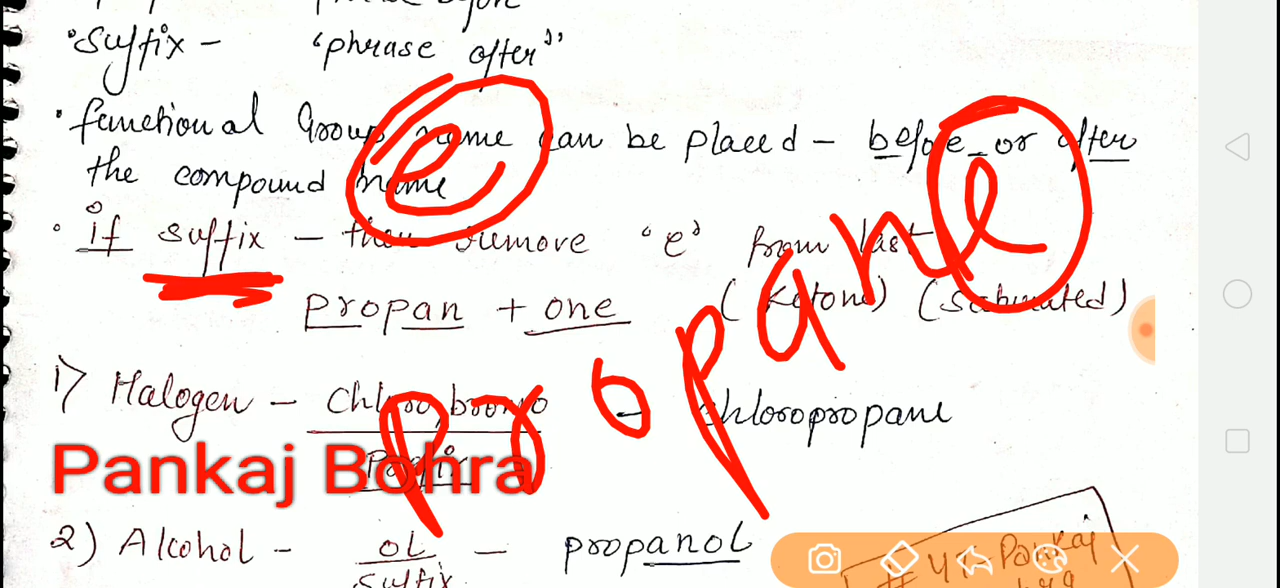 • Suffix – "phrase after"
• functional Group name can be placed – before or after
the compound name
• if suffix – then remove "e" from last
propan + one (Ketone) (Saturated)
e
propane
1) Halogen – Chloro, bromo – Chloropropane
Prefix
Pankaj Bohra
2) Alcohol – oL – propanoL
suffix
# YT-Pankaj